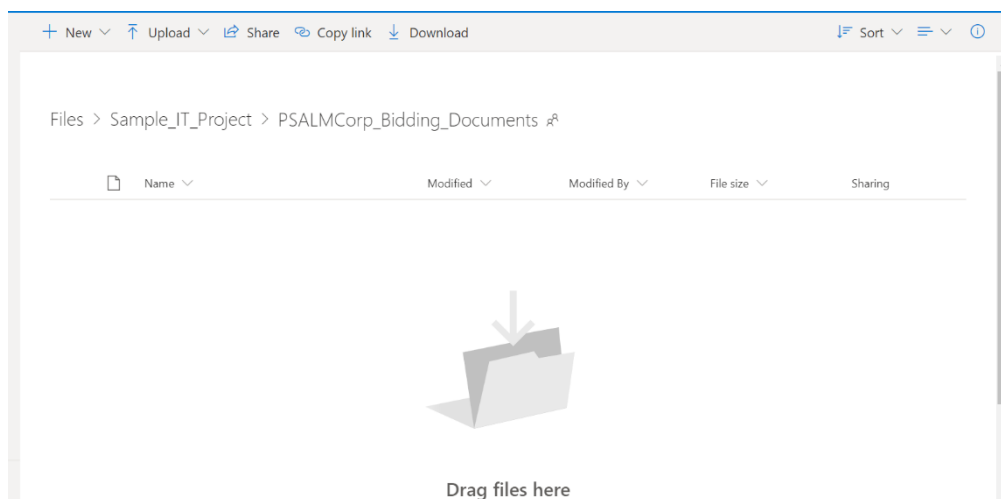 New Upload Share Copy link Download Sort
Files > Sample_IT_Project > PSALMCorp_Bidding_Documents
Name Modified Modified By File size Sharing
Drag files here